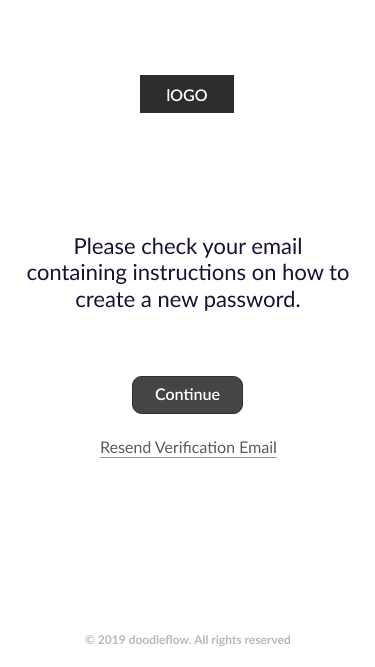 lOGO
Please check your email
containing instructions on how to
create a new password.
Continue
Resend Verification Email
© 2019 doodleflow. All rights reserved